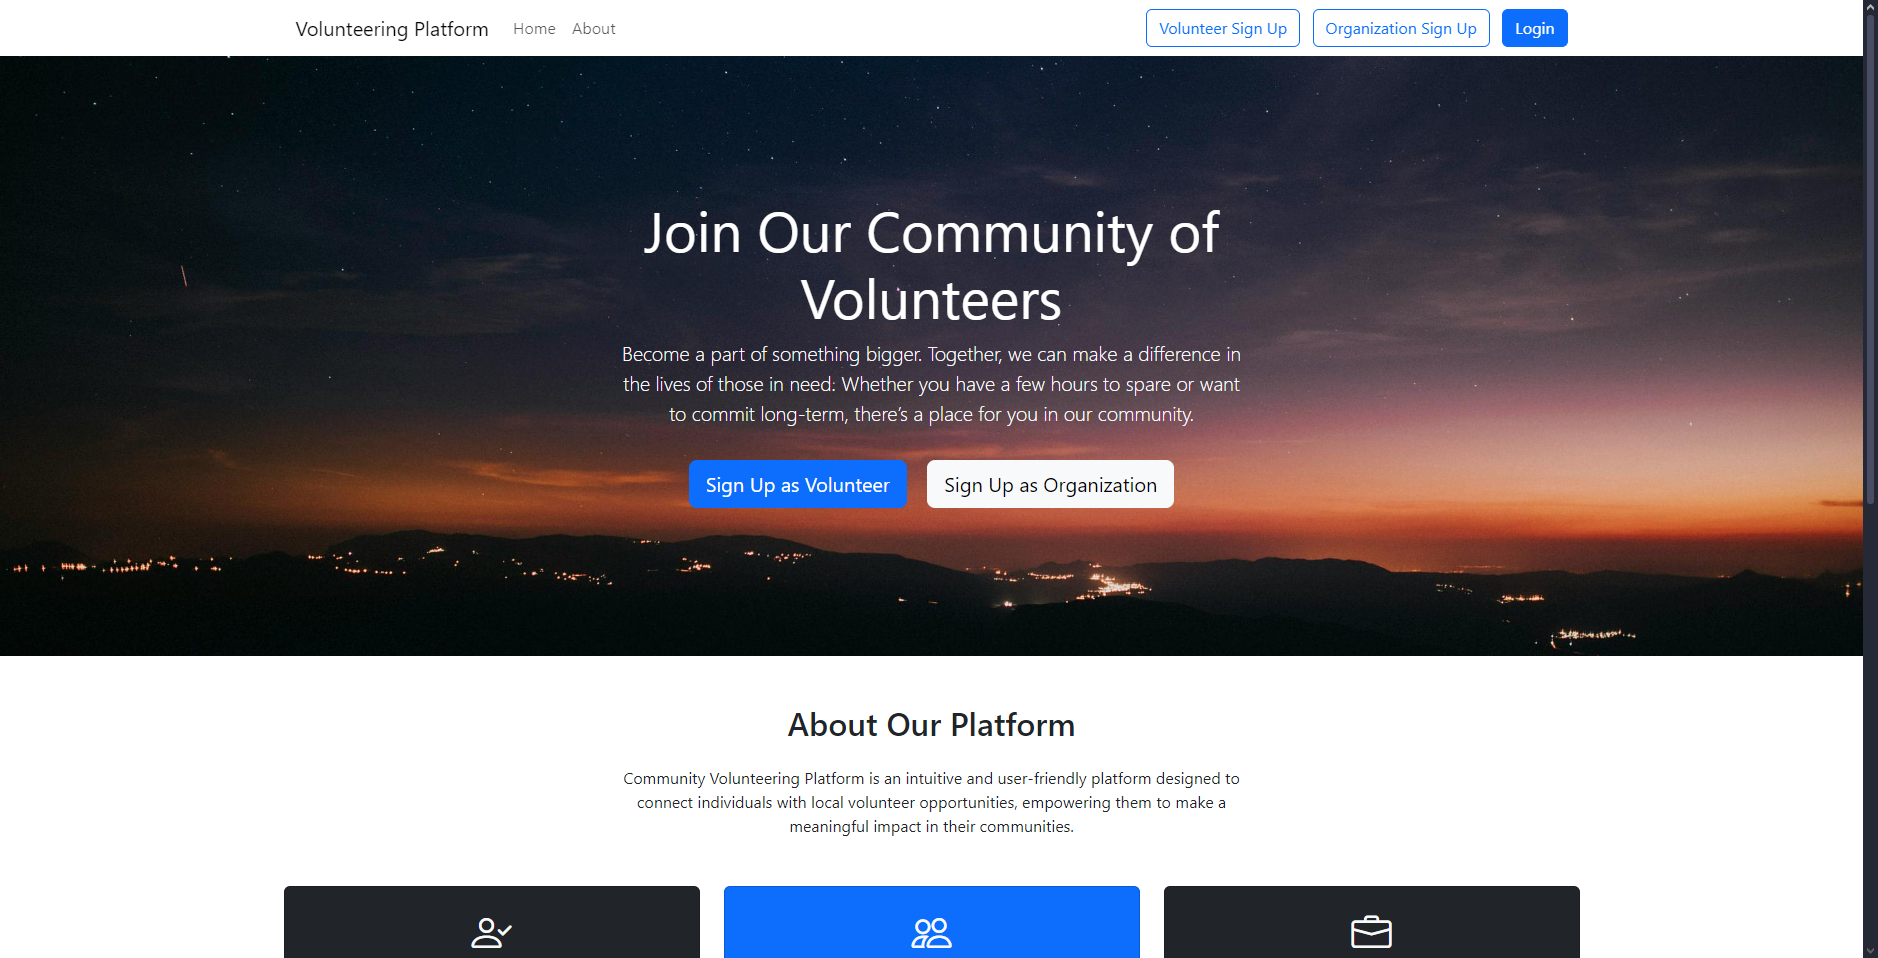 Volunteering Platform Home About Volunteer Sign Up Organization Sign Up Login
Join Our Community of
Volunteers
Become a part of something bigger. Together, we can make a difference in
the lives of those in need: Whether you have a few hours to spare or want
to commit long-term, there's a place for you in our community.
Sign Up as Volunteer Sign Up as Organization
About Our Platform
Community Volunteering Platform is an intuitive and user-friendly platform designed to
connect individuals with local volunteer opportunities, empowering them to make a
meaningful impact in their communities.